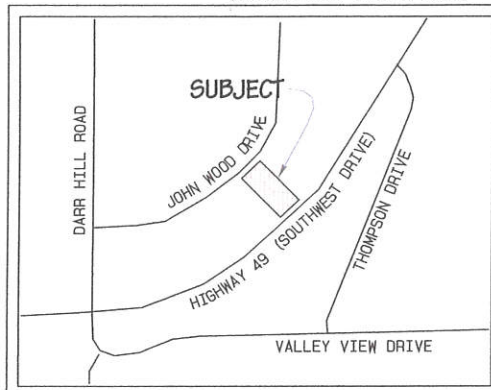 SUBJECT
DARR HILL ROAD
JOHN WOOD DRIVE
HIGHWAY 49 (SOUTHWEST DRIVE)
THOMPSON DRIVE
VALLEY VIEW DRIVE